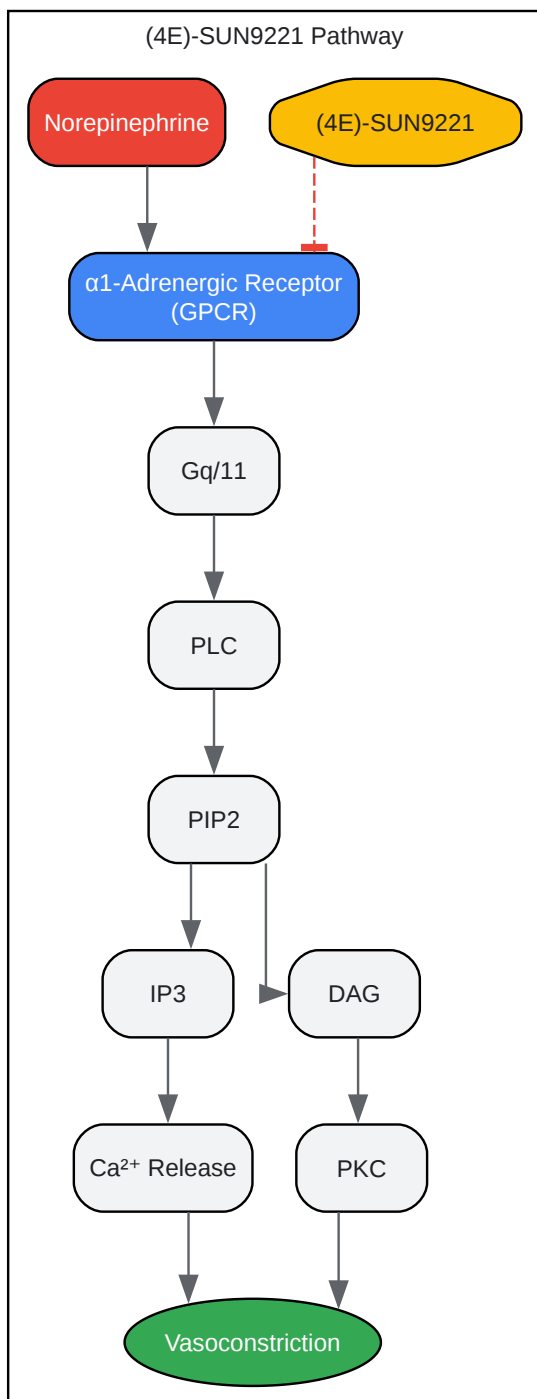 (4E)-SUN9221 Pathway
Norepinephrine
(4E)-SUN9221
α1-Adrenergic Receptor
(GPCR)
Gq/11
PLC
PIP2
IP3
DAG
Ca²⁺ Release
PKC
Vasoconstriction